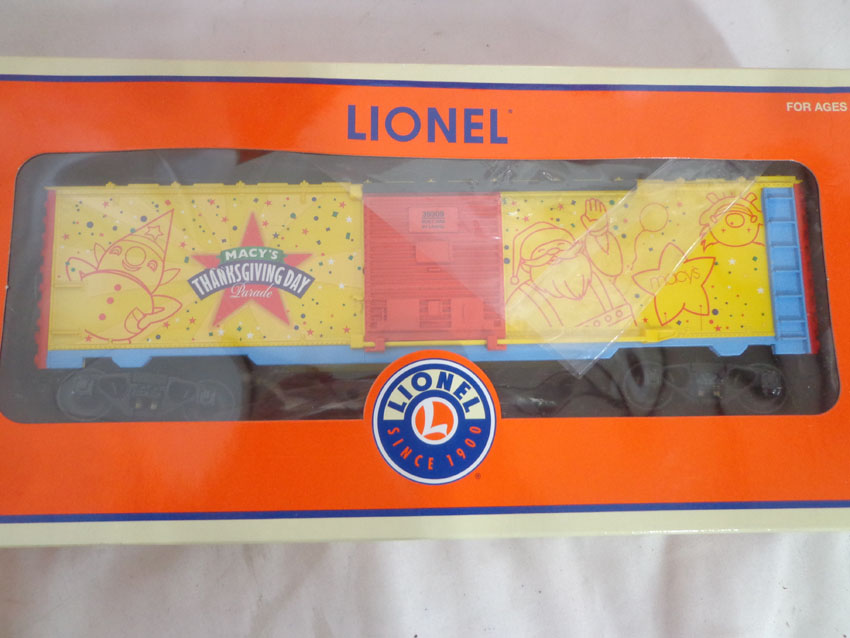 LIONEL
FOR AGES
MACY'S
THANKSGIVING DAY
Parade
macys
LIONEL
L
SINCE 1900